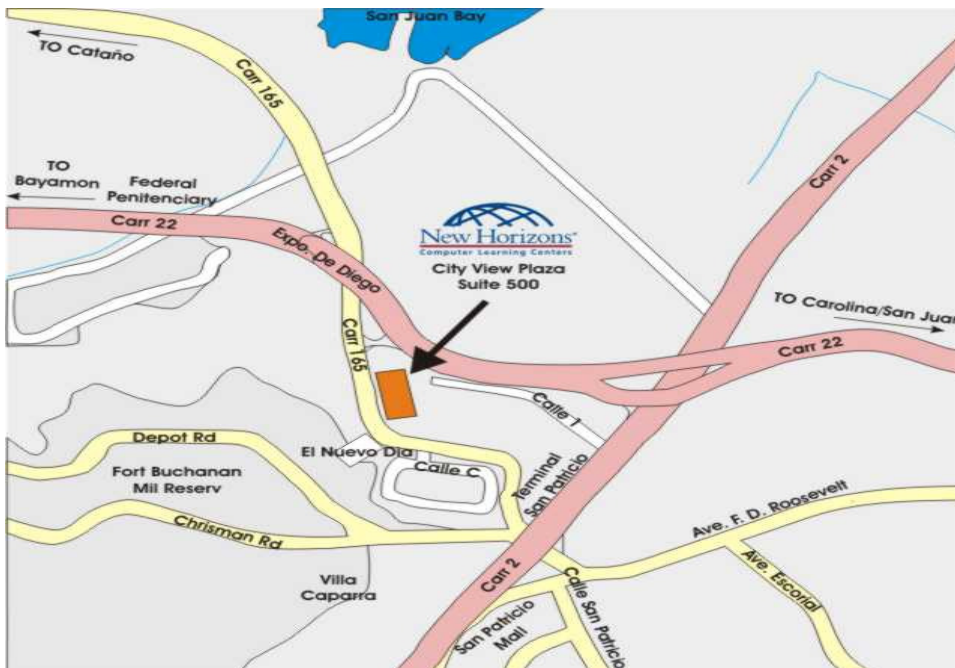 San Juan Bay
TO Cataño
Carr 165
Carr 2
TO
Bayamon
Federal
Penitenciary
Carr 22
Expo. De Diego
New Horizons®
Computer Learning Centers
City View Plaza
Suite 500
TO Carolina/San Juan
Carr 22
Carr 165
Calle 1
Depot Rd
El Nuevo Dia
Calle C
Terminal
San Patricio
Fort Buchanan
Mil Reserv
Ave. F. D. Roosevelt
Chrisman Rd
Ave. Escorial
Carr 2
Villa
Caparra
San Patricio
Mall
Calle San Patricio